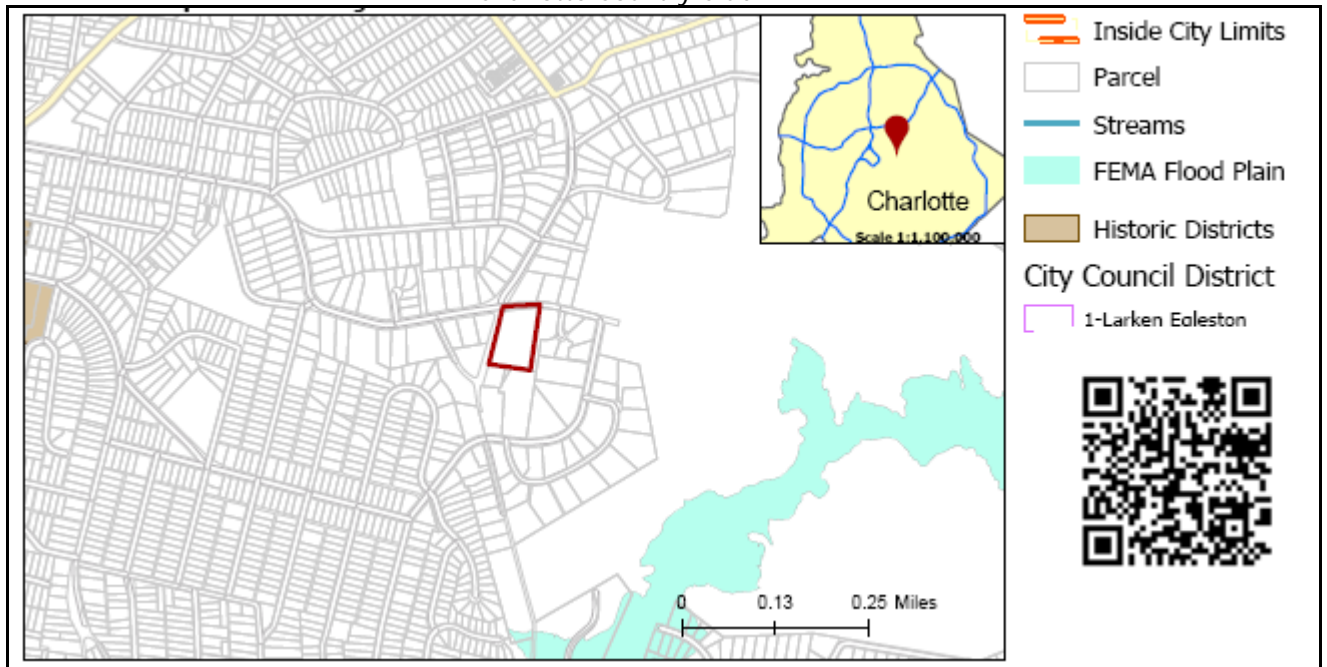 Inside City Limits
Parcel
Streams
FEMA Flood Plain
Historic Districts
City Council District
1-Larken Egleston
Charlotte
Scale 1:1,100,000
0 0.13 0.25 Miles